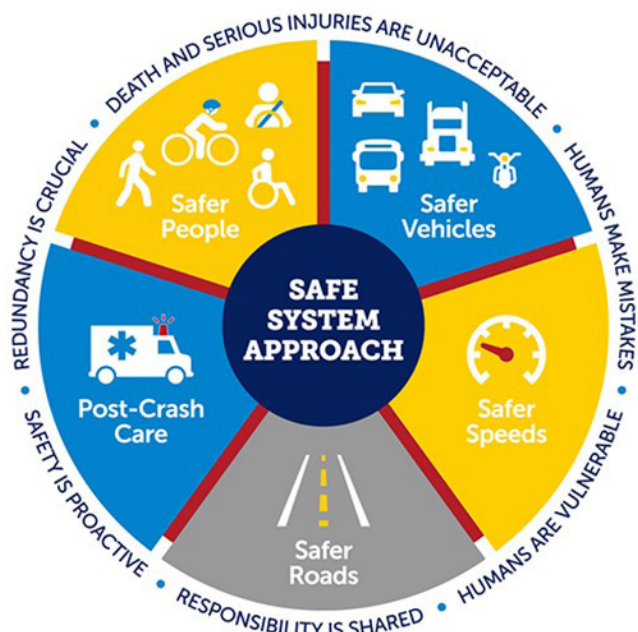 DEATH AND SERIOUS INJURIES ARE UNACCEPTABLE
HUMANS MAKE MISTAKES
HUMANS ARE VULNERABLE
RESPONSIBILITY IS SHARED
SAFETY IS PROACTIVE
REDUNDANCY IS CRUCIAL
Safer
People
Safer
Vehicles
SAFE
SYSTEM
APPROACH
Post-Crash
Care
Safer
Speeds
Safer
Roads